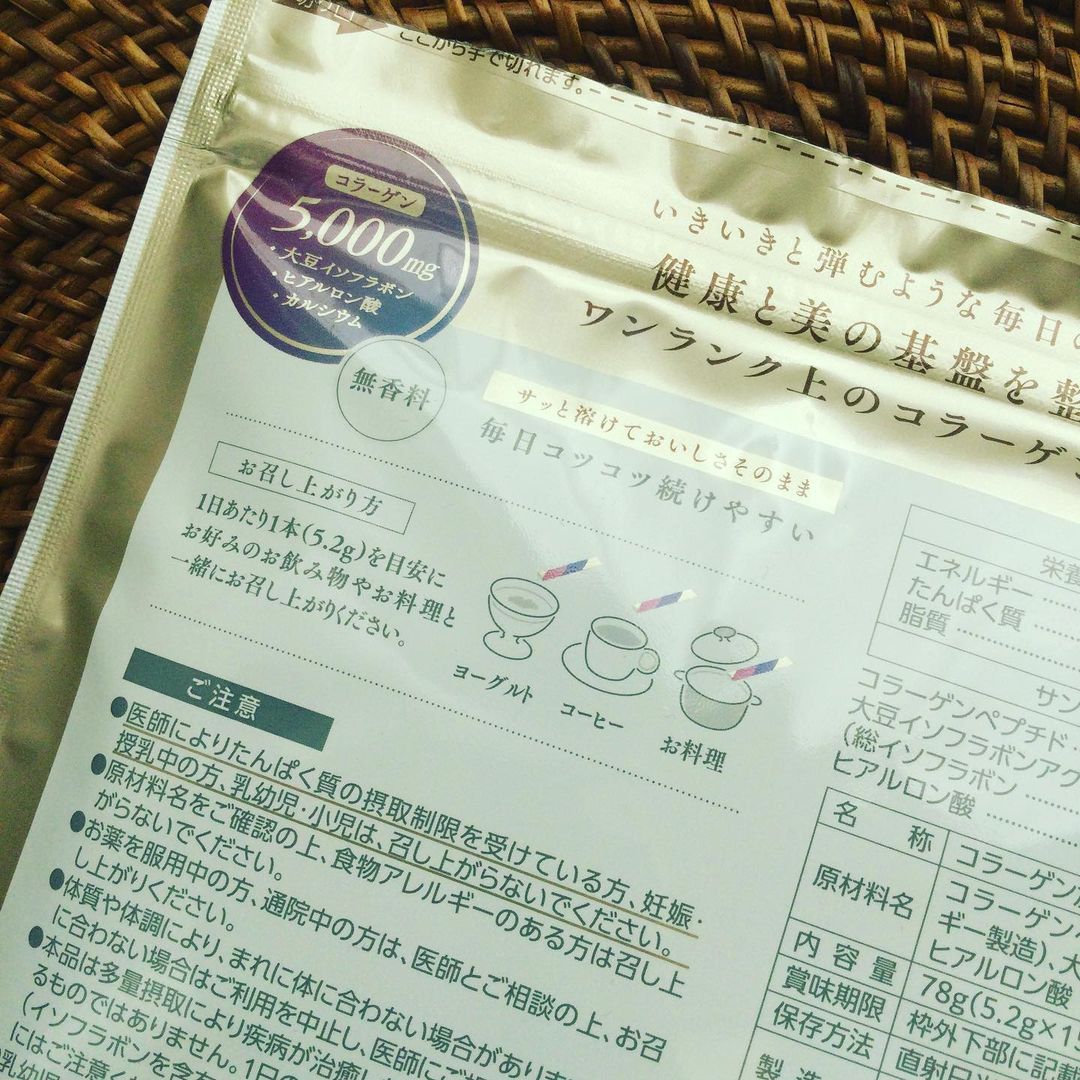 ここから手で切れます。
コラーゲン
5,000mg
・大豆イソフラボン
・ヒアルロン酸
・カルシウム
いきいきと弾むような毎日の
健康と美の基盤を整
ワンランク上のコラーゲン
無香料
サッと溶けておいしさそのまま
毎日コツコツ続けやすい
お召し上がり方
1日あたり1本(5.2g)を目安に
お好みのお飲み物やお料理と
一緒にお召し上がりください。
ヨーグルト
コーヒー
お料理
ご注意
●医師によりたんぱく質の摂取制限を受けている方、妊娠・
授乳中の方、乳幼児・小児は、召し上がらないでください。
●原材料名をご確認の上、食物アレルギーのある方は召し上
がらないでください。
●お薬を服用中の方、通院中の方は、医師とご相談の上、お召
し上がりください。
●体質や体調により、まれに体に合わない場合があります
に合わない場合はご利用を中止し、医師にご
●本品は多量摂取により疾病が治癒し
るものではありません。1日の
(イソフラボンを含
にはご注意く
乳幼児
栄養
エネルギー
たんぱく質
脂質
サン
コラーゲンペプチド
大豆イソフラボンアグ
(総イソフラボン
ヒアルロン酸
名称 コラーゲン
原材料名 コラーゲン
ギー製造)、大
ヒアルロン酸
内容量 78g(5.2g×1
賞味期限 枠外下部に記載
保存方法 直射日
製造